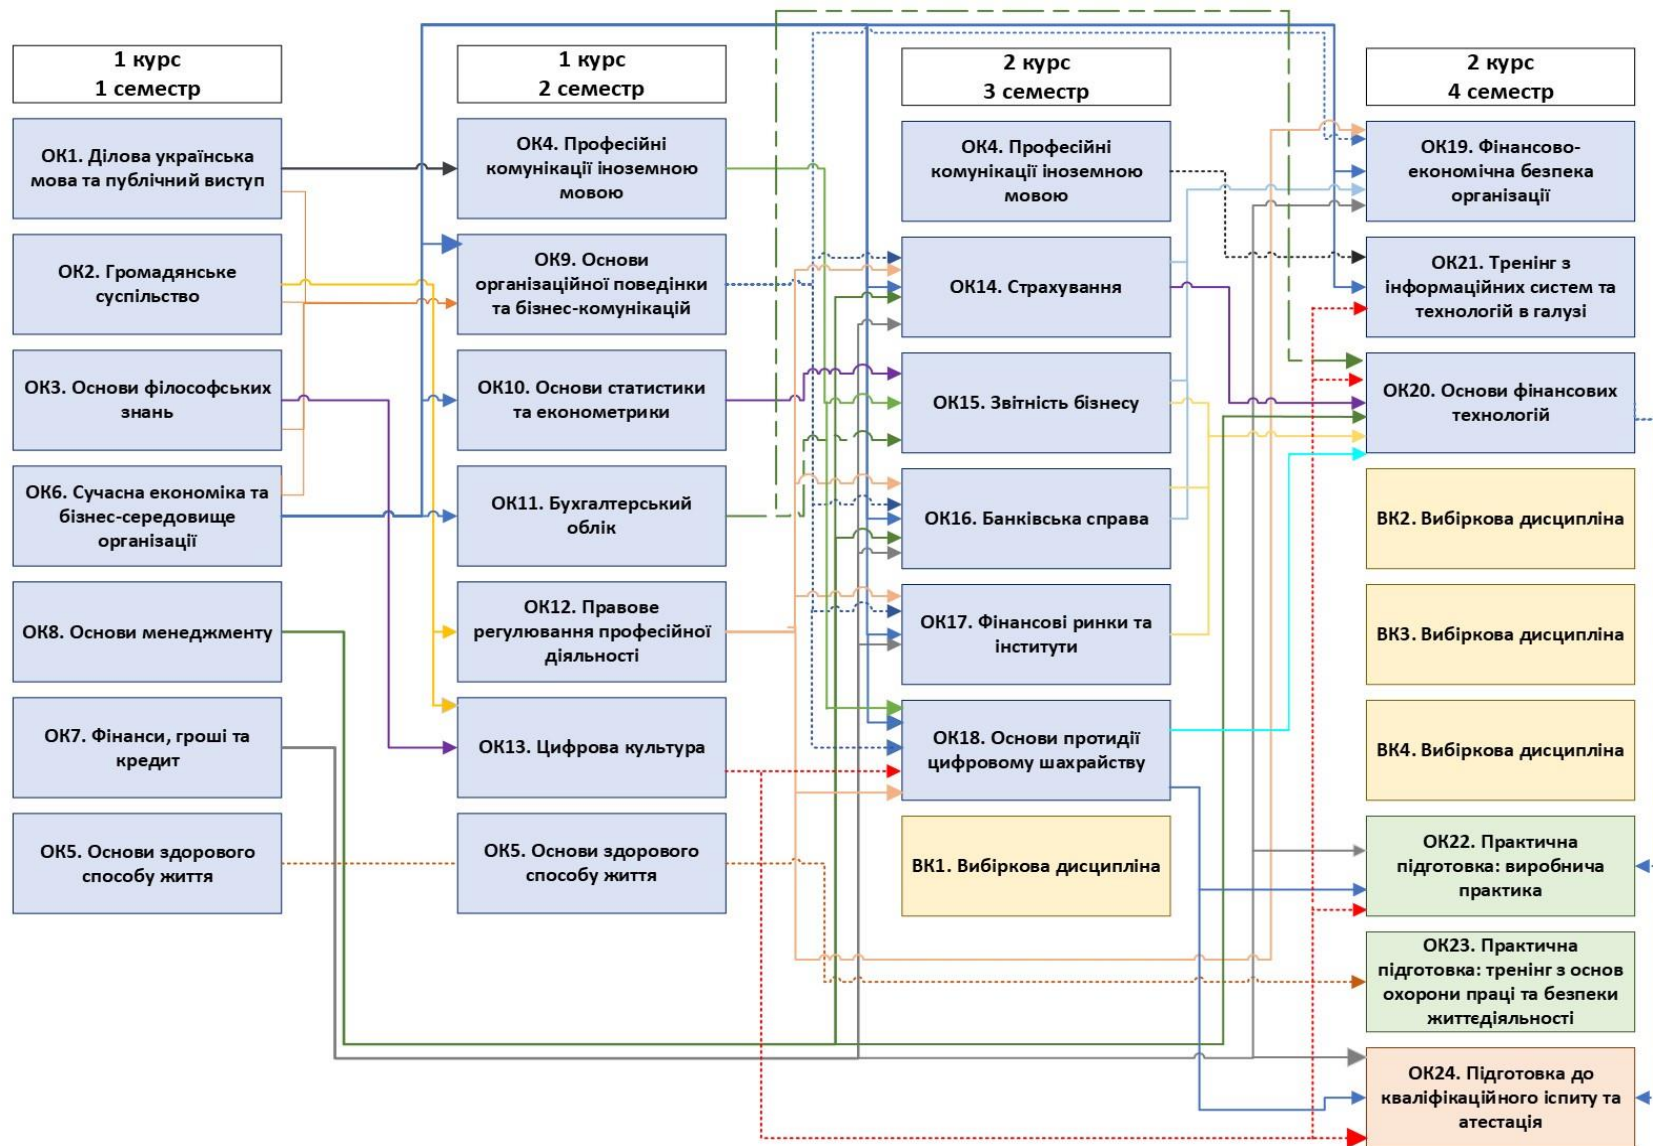 1 курс
1 семестр
ОК1. Ділова українська
мова та публічний виступ
ОК2. Громадянське
суспільство
ОК3. Основи філософських
знань
ОК6. Сучасна економіка та
бізнес-середовище
організації
ОК8. Основи менеджменту
ОК7. Фінанси, гроші та
кредит
ОК5. Основи здорового
способу життя
1 курс
2 семестр
ОК4. Професійні
комунікації іноземною
мовою
ОК9. Основи
організаційної поведінки
та бізнес-комунікацій
ОК10. Основи статистики
та економетрики
ОК11. Бухгалтерський
облік
ОК12. Правове
регулювання професійної
діяльності
ОК13. Цифрова культура
ОК5. Основи здорового
способу життя
2 курс
3 семестр
ОК4. Професійні
комунікації іноземною
мовою
ОК14. Страхування
ОК15. Звітність бізнесу
ОК16. Банківська справа
ОК17. Фінансові ринки та
інститути
ОК18. Основи протидії
цифровому шахрайству
ВК1. Вибіркова дисципліна
2 курс
4 семестр
ОК19. Фінансово-
економічна безпека
організації
ОК21. Тренінг з
інформаційних систем та
технологій в галузі
ОК20. Основи фінансових
технологій
ВК2. Вибіркова дисципліна
ВК3. Вибіркова дисципліна
ВК4. Вибіркова дисципліна
ОК22. Практична
підготовка: виробнича
практика
ОК23. Практична
підготовка: тренінг з основ
охорони праці та безпеки
життєдіяльності
ОК24. Підготовка до
кваліфікаційного іспиту та
атестація